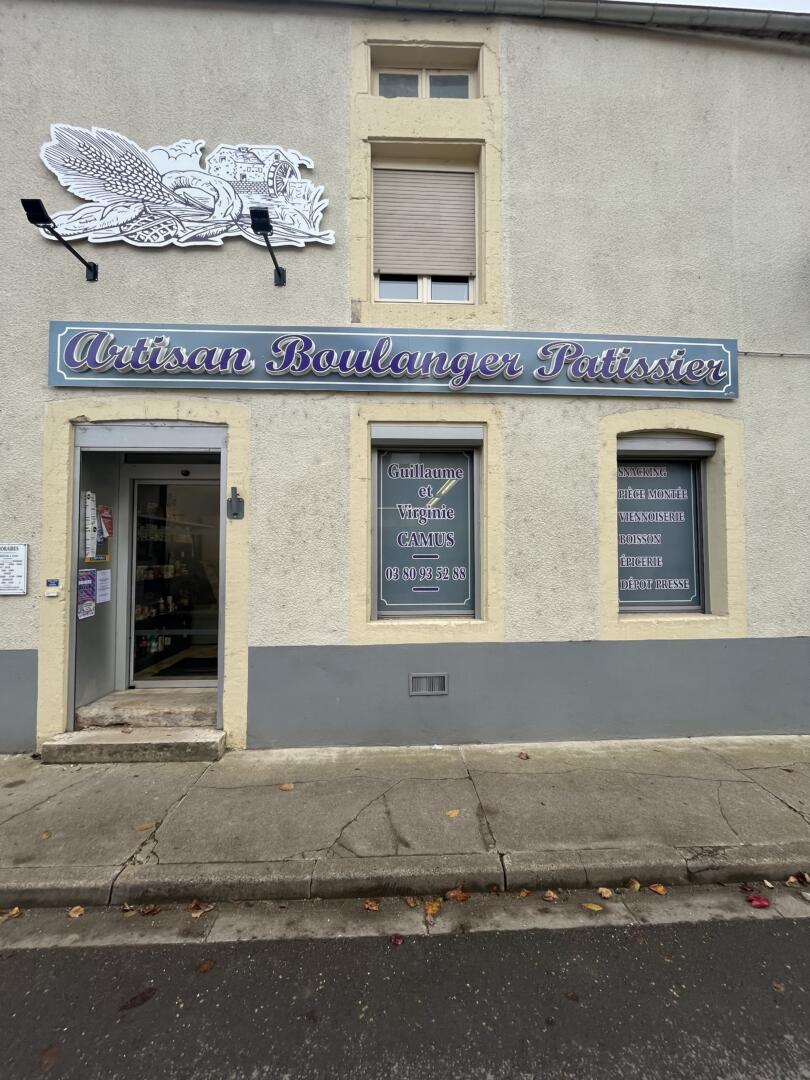 Artisan Boulanger Patissier
Guillaume
et
Virginie
CAMUS
03 80 93 52 88
SNACKING
PIÈCE MONTÉE
VIENNOISERIE
BOISSON
ÉPICERIE
DÉPOT PRESSE